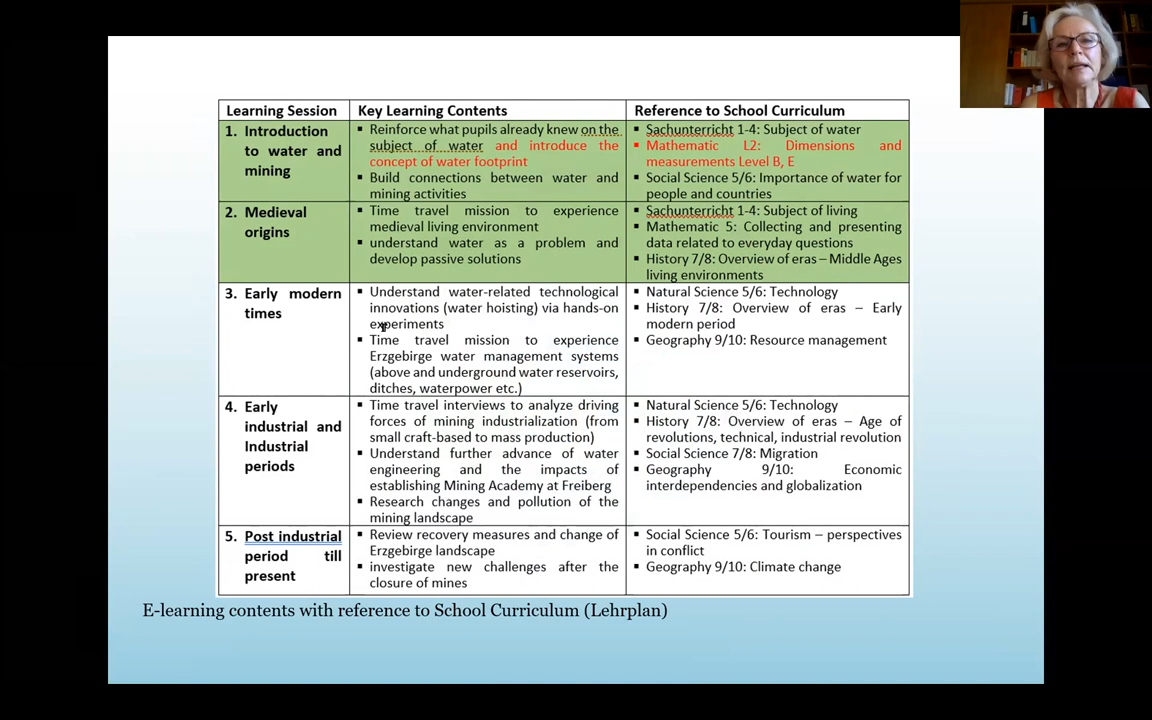 Learning Session
Key Learning Contents
Reference to School Curriculum
1. Introduction
to water and
mining
▪ Reinforce what pupils already knew on the
subject of water and introduce the
concept of water footprint
▪ Build connections between water and
mining activities
▪ Sachunterricht 1-4: Subject of water
▪ Mathematic L2: Dimensions and
measurements Level B, E
▪ Social Science 5/6: Importance of water for
people and countries
2. Medieval
origins
▪ Time travel mission to experience
medieval living environment
▪ understand water as a problem and
develop passive solutions
▪ Sachunterricht 1-4: Subject of living
▪ Mathematic 5: Collecting and presenting
data related to everyday questions
▪ History 7/8: Overview of eras – Middle Ages
living environments
3. Early modern
times
▪ Understand water-related technological
innovations (water hoisting) via hands-on
experiments
▪ Time travel mission to experience
Erzgebirge water management systems
(above and underground water reservoirs,
ditches, waterpower etc.)
▪ Natural Science 5/6: Technology
▪ History 7/8: Overview of eras – Early
modern period
▪ Geography 9/10: Resource management
4. Early
industrial and
Industrial
periods
▪ Time travel interviews to analyze driving
forces of mining industrialization (from
small craft-based to mass production)
▪ Understand further advance of water
engineering and the impacts of
establishing Mining Academy at Freiberg
▪ Research changes and pollution of the
mining landscape
▪ Natural Science 5/6: Technology
▪ History 7/8: Overview of eras – Age of
revolutions, technical, industrial revolution
▪ Social Science 7/8: Migration
▪ Geography 9/10: Economic
interdependencies and globalization
5. Post industrial
period till
present
▪ Review recovery measures and change of
Erzgebirge landscape
▪ investigate new challenges after the
closure of mines
▪ Social Science 5/6: Tourism – perspectives
in conflict
▪ Geography 9/10: Climate change
E-learning contents with reference to School Curriculum (Lehrplan)